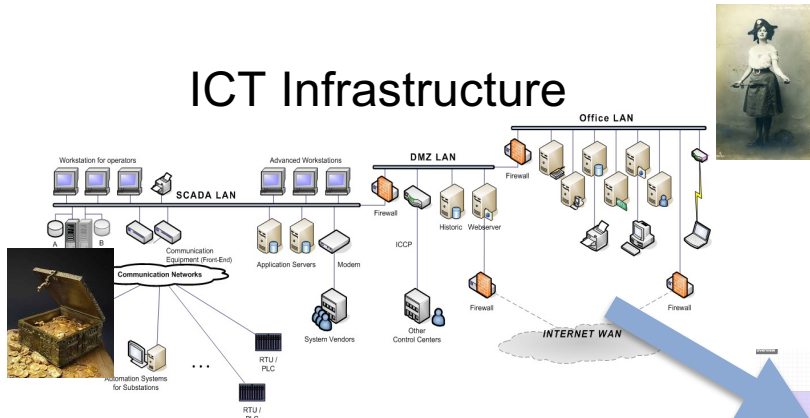 ICT Infrastructure
Office LAN
Workstation for operators
Advanced Workstations
DMZ LAN
Firewall
SCADA LAN
Firewall
Historic
Webserver
ICCP
A
B
Communication
Equipment (Front-End)
Application Servers
Modem
Communication Networks
Firewall
Firewall
System Vendors
Other
Control Centers
INTERNET WAN
RTU /
PLC
Automation Systems
for Substations
...
RTU /